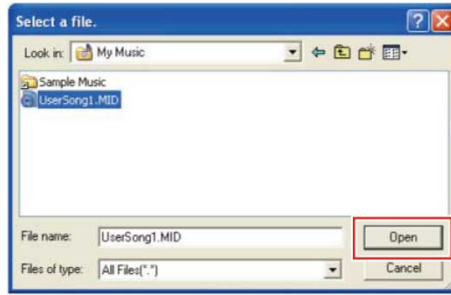 Select a file.
Look in: My Music
Sample Music
UserSong1.MID
File name: UserSong1.MID Open
Files of type: All Files(*.*) Cancel